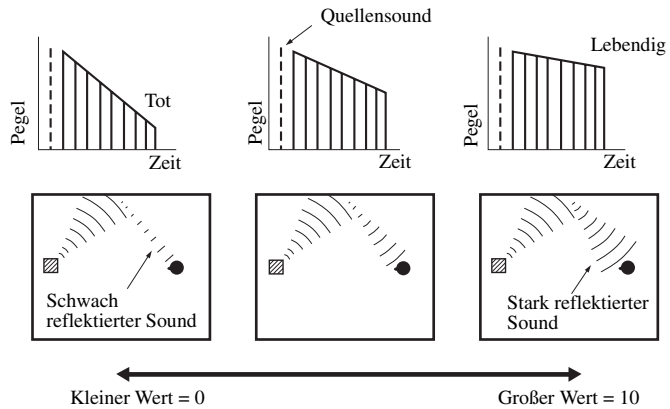 Quellensound
Lebendig
Tot
Pegel
Zeit
Pegel
Zeit
Pegel
Zeit
Schwach
reflektierter Sound
Stark reflektierter
Sound
Kleiner Wert = 0
Großer Wert = 10